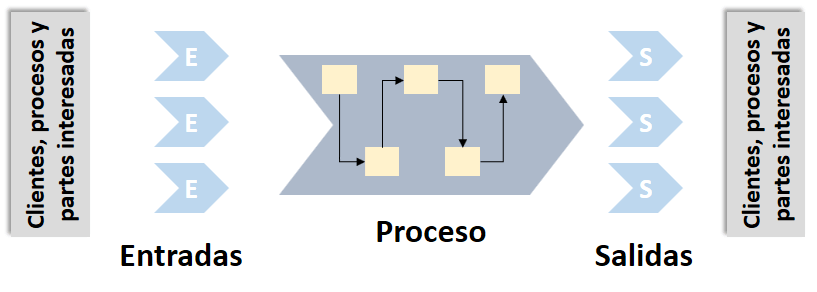 Clientes, procesos y
partes interesadas
E
E
E
Entradas
Proceso
S
S
S
Salidas
Clientes, procesos y
partes interesadas